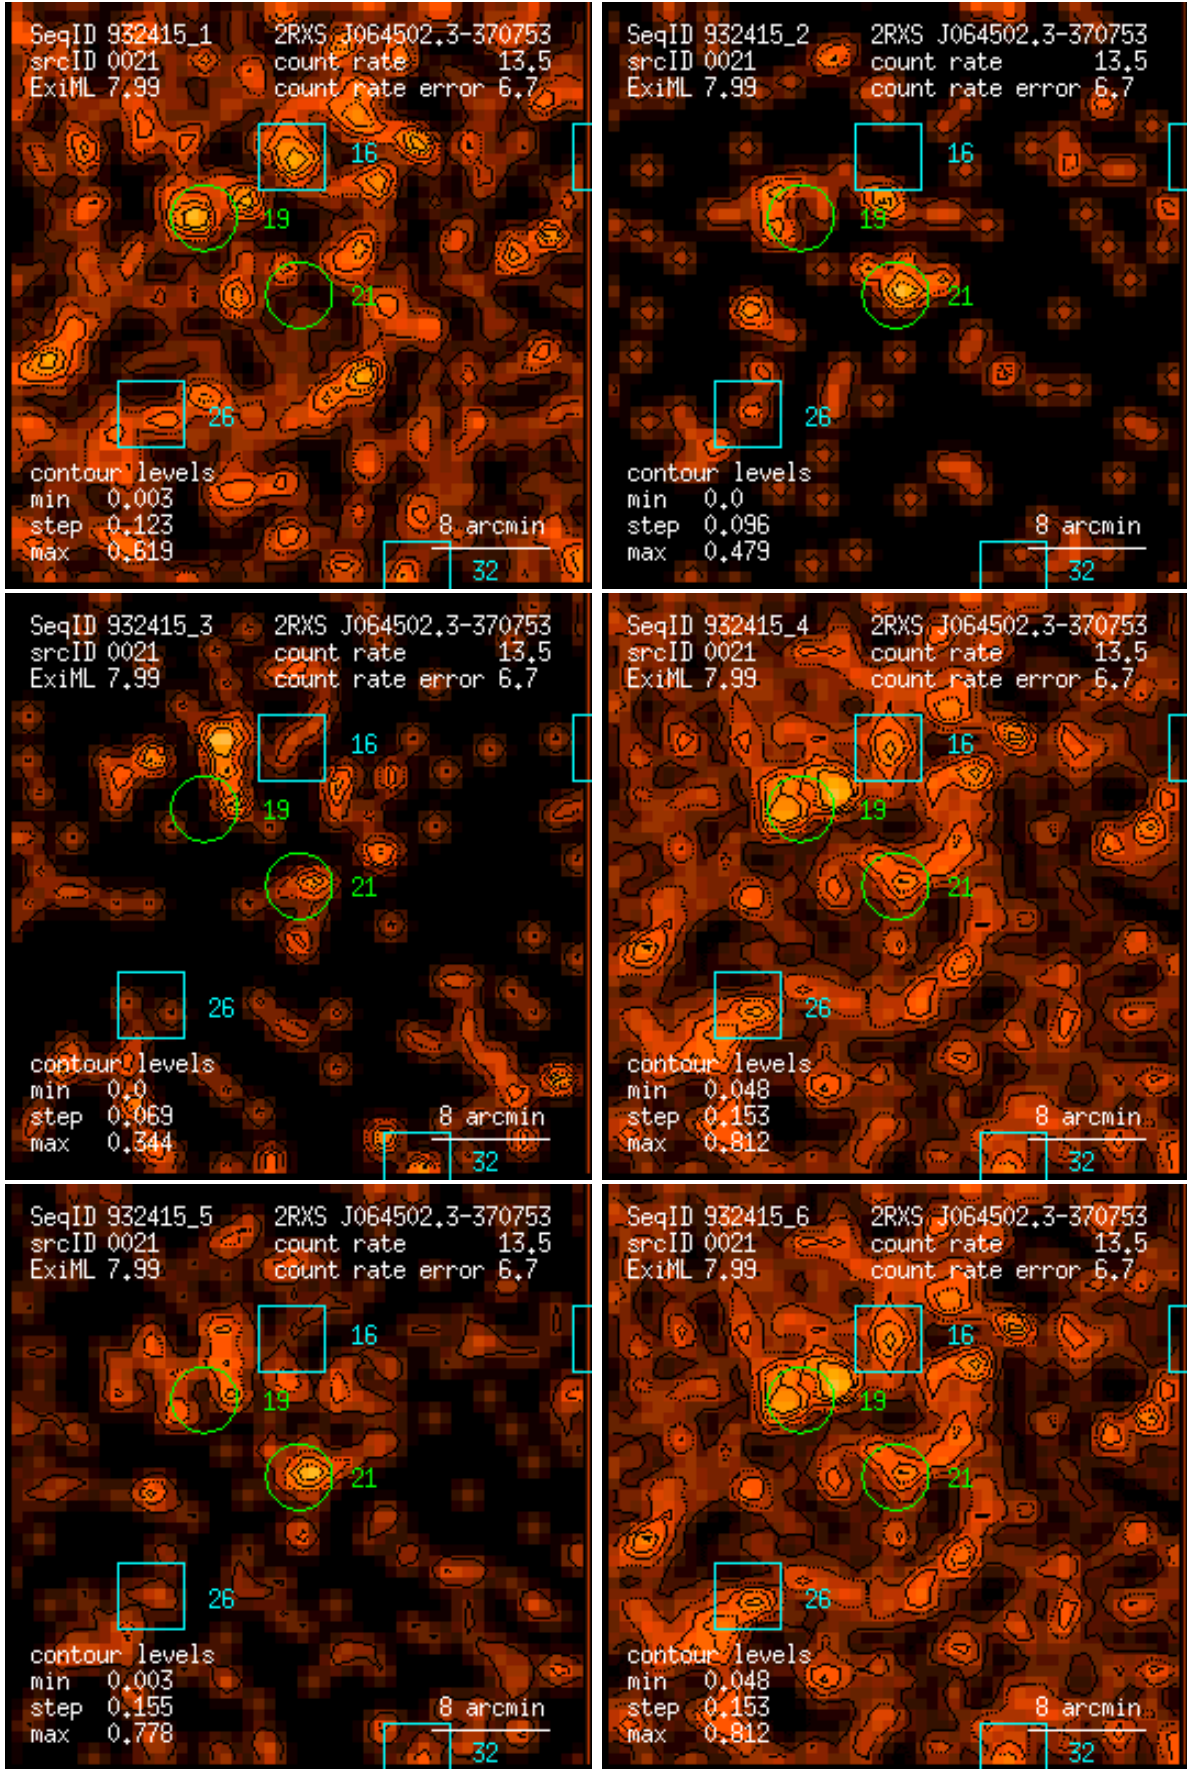 SeqID 932415_1 2RXS J064502.3-370753
srcID 0021 count rate 13.5
ExiML 7.99 count rate error 6.7
16
19
21
26
contour levels
min 0.003
step 0.123 8 arcmin
max 0.619
32
SeqID 932415_2 2RXS J064502.3-370753
srcID 0021 count rate 13.5
ExiML 7.99 count rate error 6.7
16
19
21
26
contour levels
min 0.0
step 0.096 8 arcmin
max 0.479
32
SeqID 932415_3 2RXS J064502.3-370753
srcID 0021 count rate 13.5
ExiML 7.99 count rate error 6.7
16
19
21
26
contour levels
min 0.0
step 0.069 8 arcmin
max 0.344
32
SeqID 932415_4 2RXS J064502.3-370753
srcID 0021 count rate 13.5
ExiML 7.99 count rate error 6.7
16
19
21
26
contour levels
min 0.048
step 0.153 8 arcmin
max 0.812
32
SeqID 932415_5 2RXS J064502.3-370753
srcID 0021 count rate 13.5
ExiML 7.99 count rate error 6.7
16
19
21
26
contour levels
min 0.003
step 0.155 8 arcmin
max 0.778
32
SeqID 932415_6 2RXS J064502.3-370753
srcID 0021 count rate 13.5
ExiML 7.99 count rate error 6.7
16
19
21
26
contour levels
min 0.048
step 0.153 8 arcmin
max 0.812
32